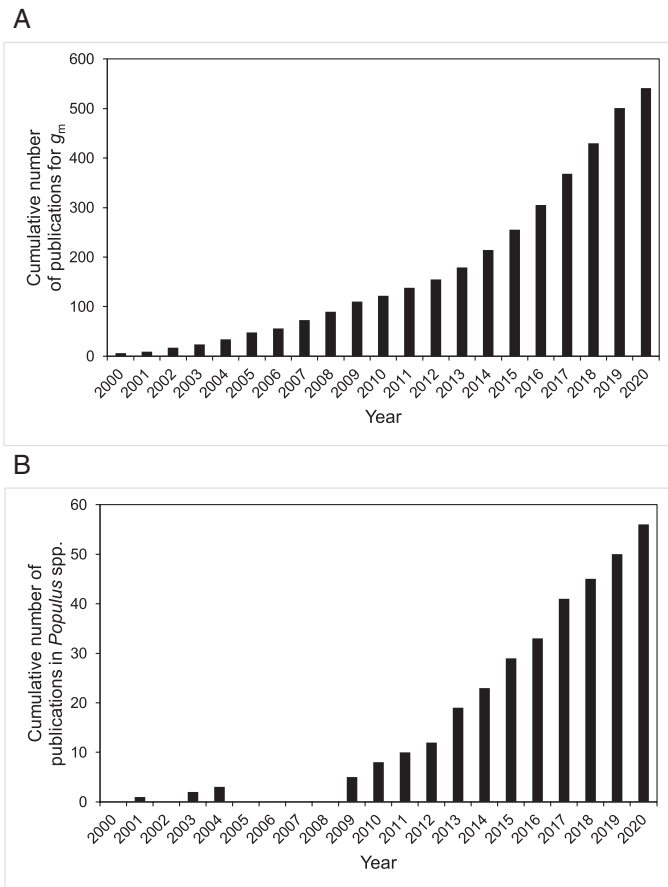 A
600
500
400
300
200
100
0
Cumulative number
of publications for gm
2000 2001 2002 2003 2004 2005 2006 2007 2008 2009 2010 2011 2012 2013 2014 2015 2016 2017 2018 2019 2020
Year
B
60
50
40
30
20
10
0
Cumulative number of
publications in Populus spp.
2000 2001 2002 2003 2004 2005 2006 2007 2008 2009 2010 2011 2012 2013 2014 2015 2016 2017 2018 2019 2020
Year